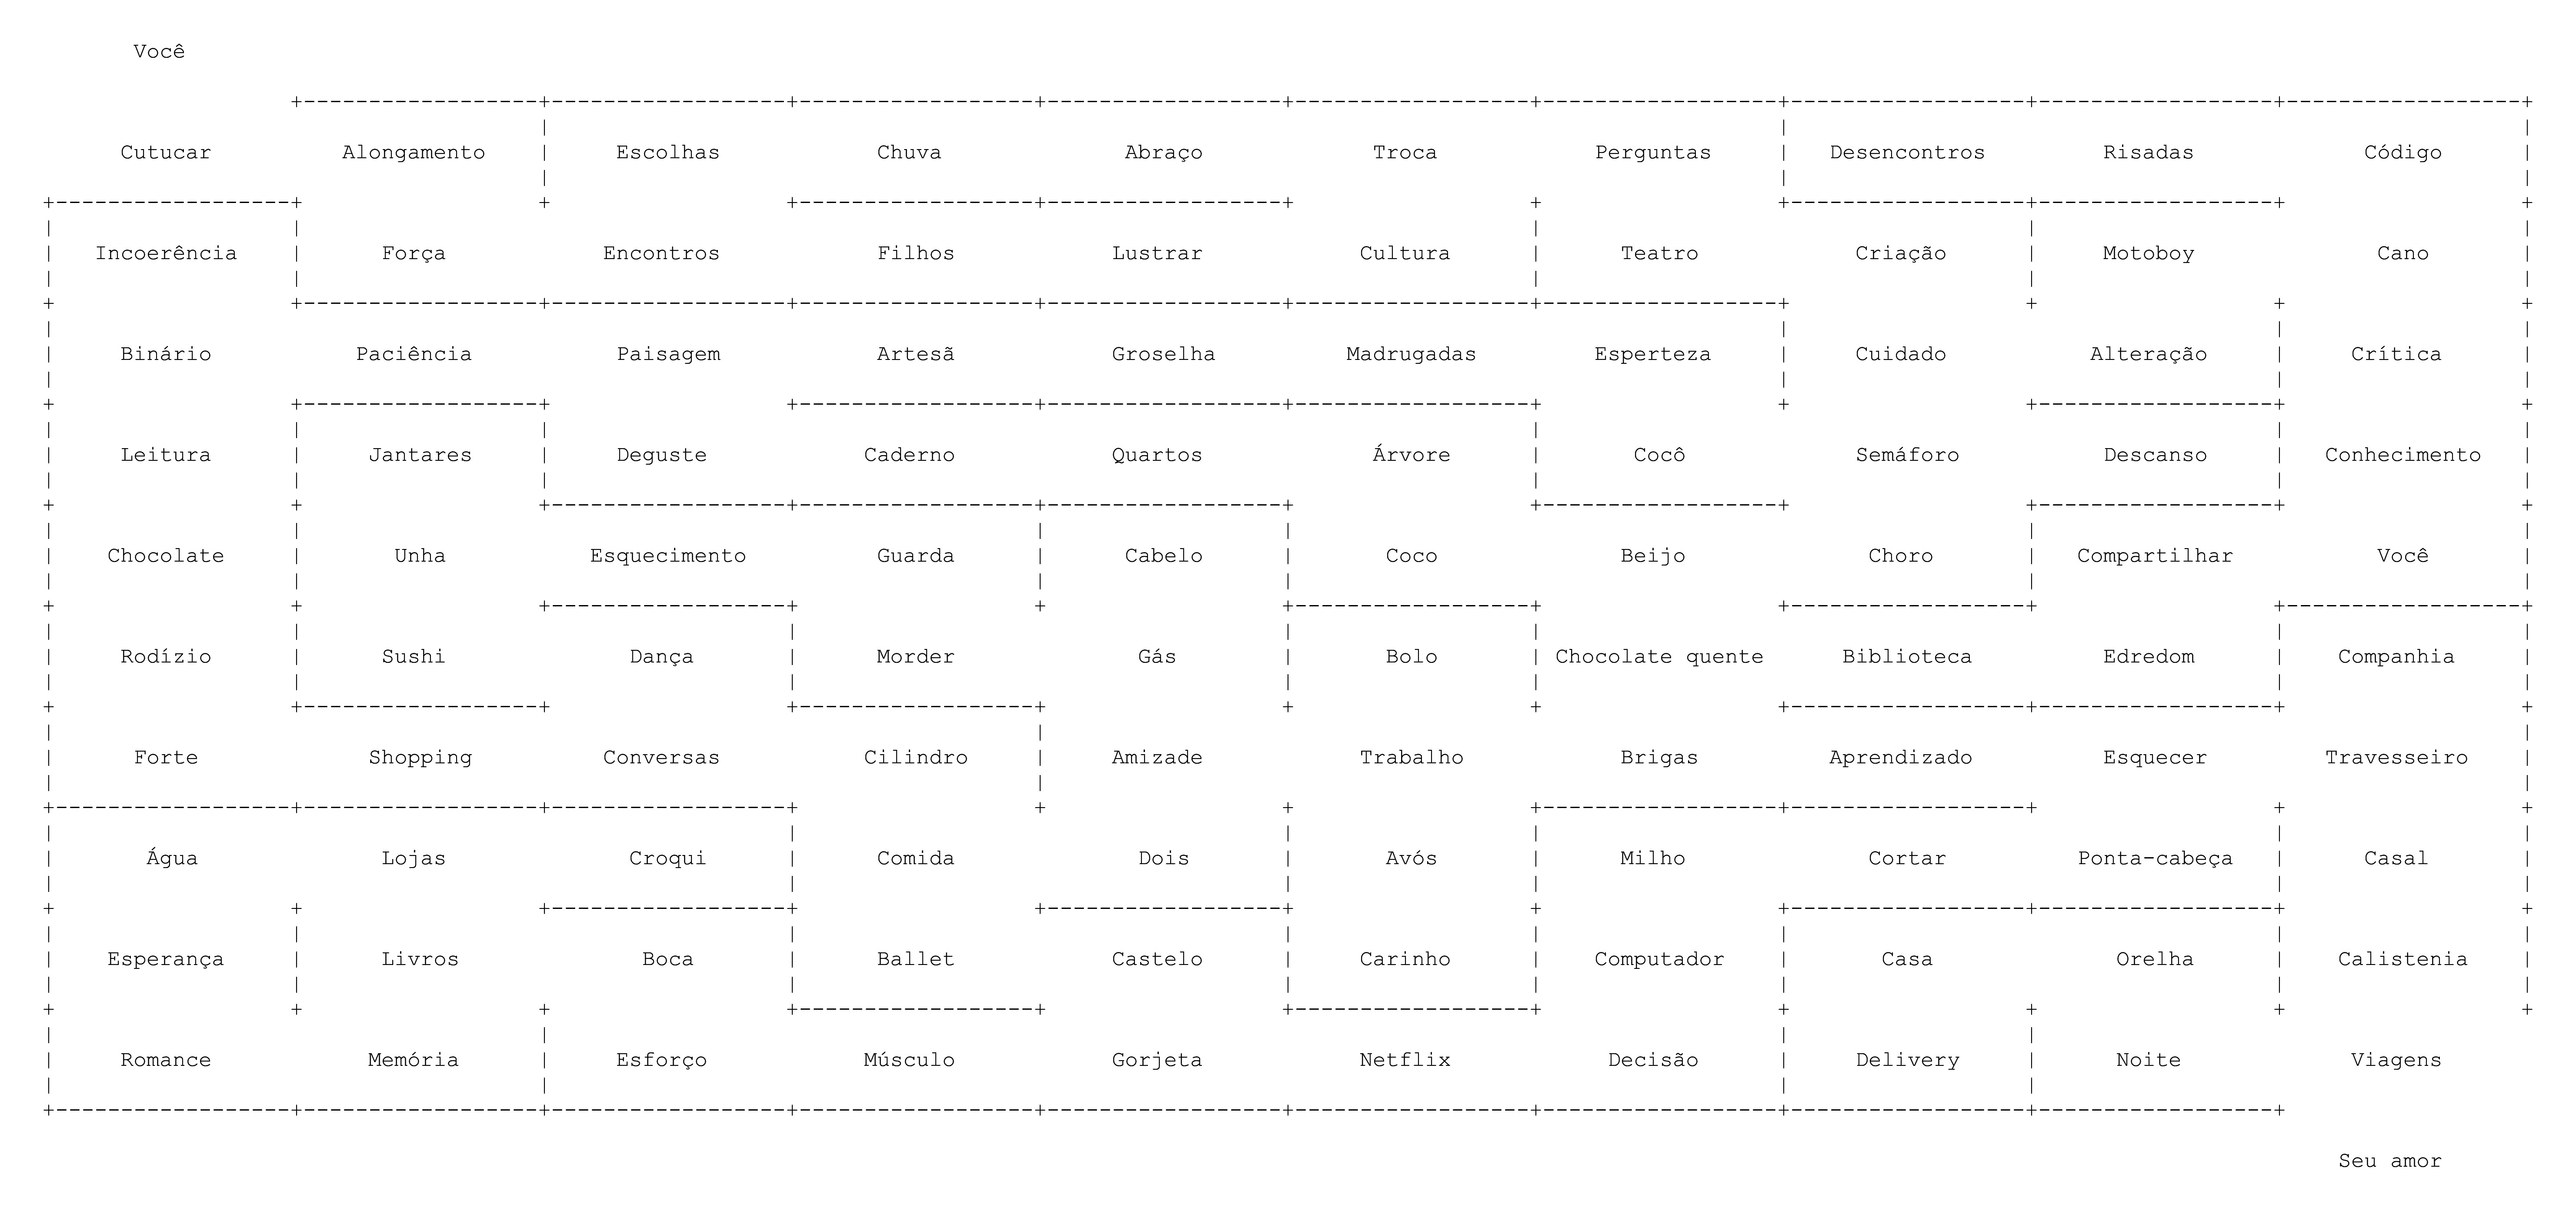 Você
Cutucar Alongamento Escolhas Chuva Abraço Troca Perguntas Desencontros Risadas Código
Incoerência Força Encontros Filhos Lustrar Cultura Teatro Criação Motoboy Cano
Binário Paciência Paisagem Artesã Groselha Madrugadas Esperteza Cuidado Alteração Crítica
Leitura Jantares Deguste Caderno Quartos Árvore Cocô Semáforo Descanso Conhecimento
Chocolate Unha Esquecimento Guarda Cabelo Coco Beijo Choro Compartilhar Você
Rodízio Sushi Dança Morder Gás Bolo Chocolate quente Biblioteca Edredom Companhia
Forte Shopping Conversas Cilindro Amizade Trabalho Brigas Aprendizado Esquecer Travesseiro
Água Lojas Croqui Comida Dois Avós Milho Cortar Ponta-cabeça Casal
Esperança Livros Boca Ballet Castelo Carinho Computador Casa Orelha Calistenia
Romance Memória Esforço Músculo Gorjeta Netflix Decisão Delivery Noite Viagens
Seu amor